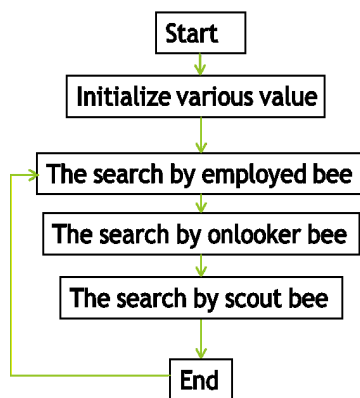 Start
Initialize various value
The search by employed bee
The search by onlooker bee
The search by scout bee
End